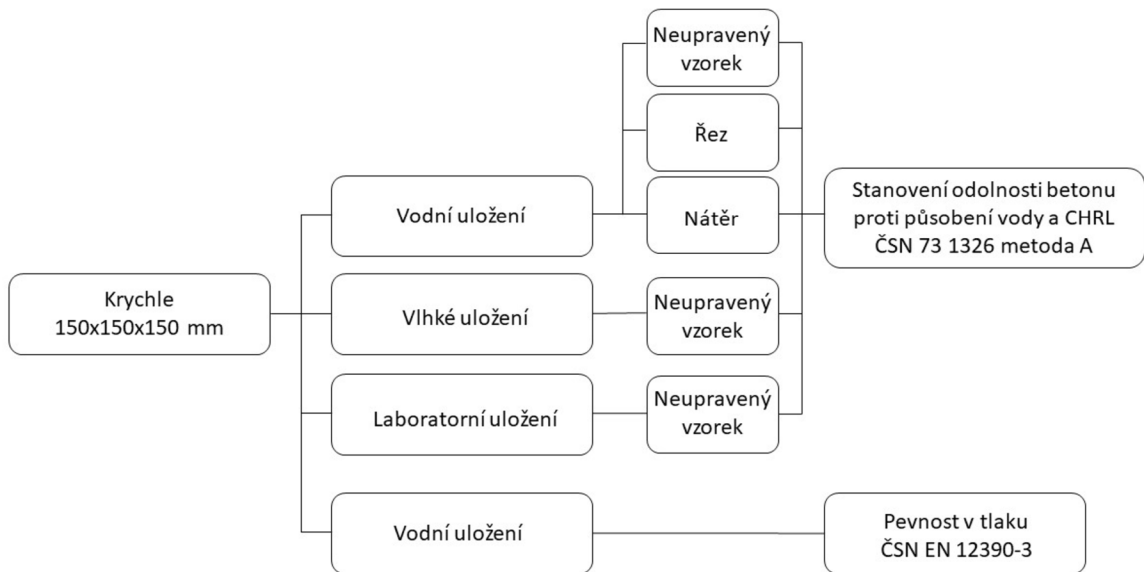 Krychle
150x150x150 mm
Vodní uložení
Vlhké uložení
Laboratorní uložení
Vodní uložení
Neupravený
vzorek
Řez
Nátěr
Neupravený
vzorek
Neupravený
vzorek
Stanovení odolnosti betonu
proti působení vody a CHRL
ČSN 73 1326 metoda A
Pevnost v tlaku
ČSN EN 12390-3